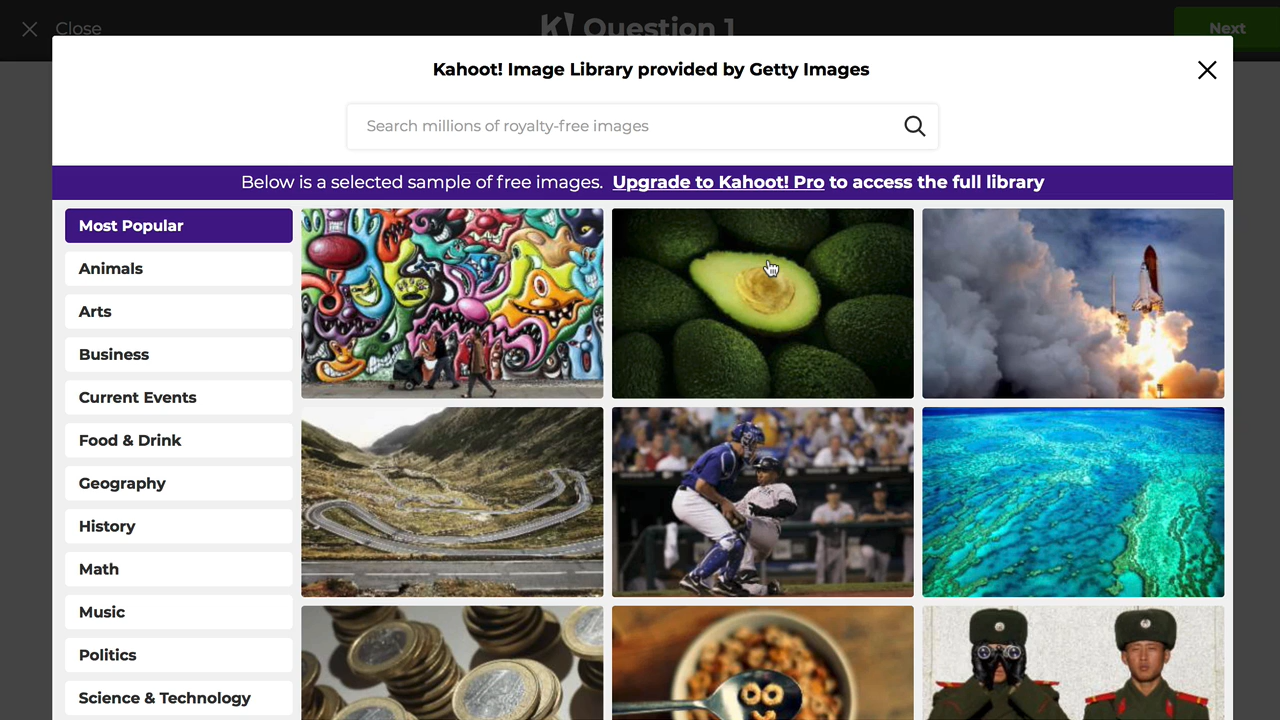 Close
K! Question 1
Next
Kahoot! Image Library provided by Getty Images
Search millions of royalty-free images
Below is a selected sample of free images. Upgrade to Kahoot! Pro to access the full library
Most Popular
Animals
Arts
Business
Current Events
Food & Drink
Geography
History
Math
Music
Politics
Science & Technology